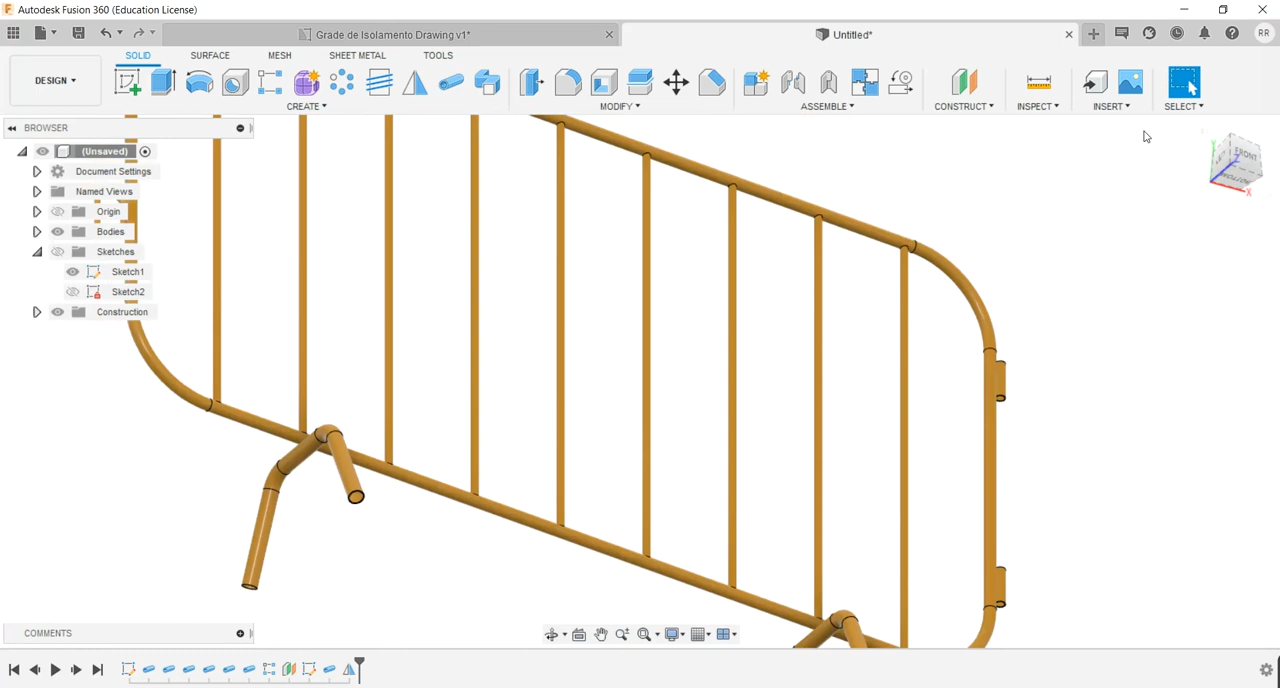 Autodesk Fusion 360 (Education License)
Grade de Isolamento Drawing v1*
Untitled*
RR
DESIGN
SOLID SURFACE MESH SHEET METAL TOOLS
CREATE MODIFY ASSEMBLE CONSTRUCT INSPECT INSERT SELECT
BROWSER
(Unsaved)
Document Settings
Named Views
Origin
Bodies
Sketches
Sketch1
Sketch2
Construction
FRONT
BOTTOM
Y
Z
X
COMMENTS